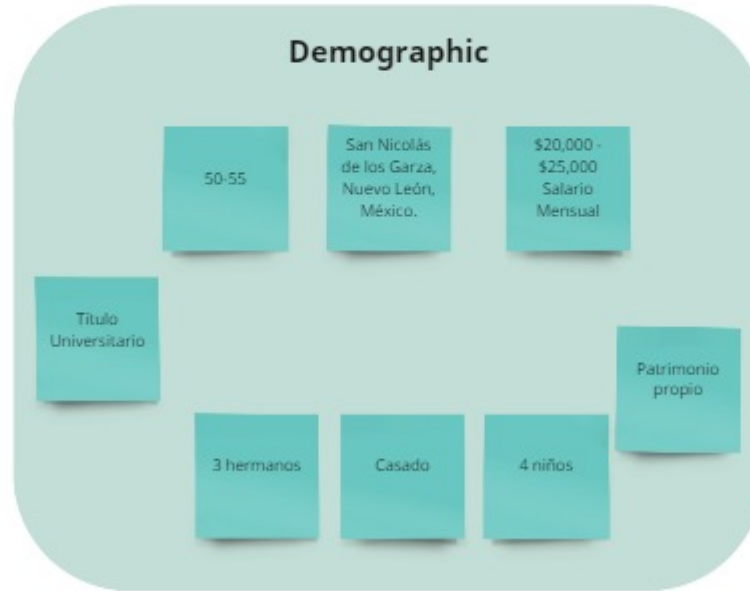 Demographic
50-55
San Nicolás
de los Garza,
Nuevo León,
México.
$20,000 -
$25,000
Salario
Mensual
Título
Universitario
Patrimonio
propio
3 hermanos
Casado
4 niños